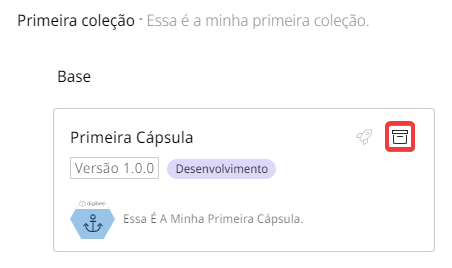 Primeira coleção · Essa é a minha primeira coleção.
Base
Primeira Cápsula
Versão 1.0.0 Desenvolvimento
digibee
Essa É A Minha Primeira Cápsula.